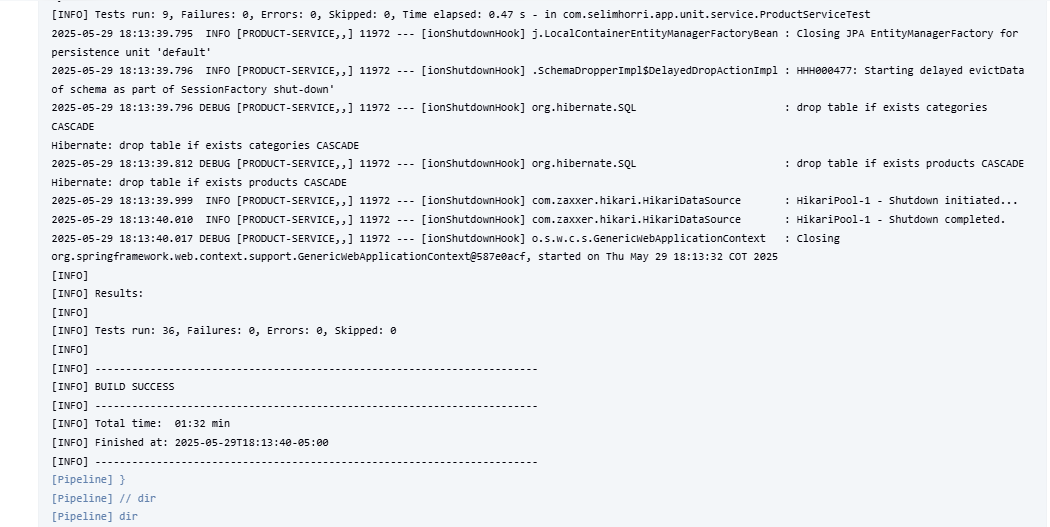 [INFO] Tests run: 9, Failures: 0, Errors: 0, Skipped: 0, Time elapsed: 0.47 s - in com.selimhorri.app.unit.service.ProductServiceTest
2025-05-29 18:13:39.795  INFO [PRODUCT-SERVICE,,] 11972 --- [ionShutdownHook] j.LocalContainerEntityManagerFactoryBean : Closing JPA EntityManagerFactory for
persistence unit 'default'
2025-05-29 18:13:39.796  INFO [PRODUCT-SERVICE,,] 11972 --- [ionShutdownHook] .SchemaDropperImpl$DelayedDropActionImpl : HHH000477: Starting delayed evictData
of schema as part of SessionFactory shut-down'
2025-05-29 18:13:39.796 DEBUG [PRODUCT-SERVICE,,] 11972 --- [ionShutdownHook] org.hibernate.SQL                        : drop table if exists categories
CASCADE
Hibernate: drop table if exists categories CASCADE
2025-05-29 18:13:39.812 DEBUG [PRODUCT-SERVICE,,] 11972 --- [ionShutdownHook] org.hibernate.SQL                        : drop table if exists products CASCADE
Hibernate: drop table if exists products CASCADE
2025-05-29 18:13:39.999  INFO [PRODUCT-SERVICE,,] 11972 --- [ionShutdownHook] com.zaxxer.hikari.HikariDataSource       : HikariPool-1 - Shutdown initiated...
2025-05-29 18:13:40.010  INFO [PRODUCT-SERVICE,,] 11972 --- [ionShutdownHook] com.zaxxer.hikari.HikariDataSource       : HikariPool-1 - Shutdown completed.
2025-05-29 18:13:40.017 DEBUG [PRODUCT-SERVICE,,] 11972 --- [ionShutdownHook] o.s.w.c.s.GenericWebApplicationContext   : Closing
org.springframework.web.context.support.GenericWebApplicationContext@587e0acf, started on Thu May 29 18:13:32 COT 2025
[INFO]
[INFO] Results:
[INFO]
[INFO] Tests run: 36, Failures: 0, Errors: 0, Skipped: 0
[INFO]
[INFO] ------------------------------------------------------------------------
[INFO] BUILD SUCCESS
[INFO] ------------------------------------------------------------------------
[INFO] Total time:  01:32 min
[INFO] Finished at: 2025-05-29T18:13:40-05:00
[INFO] ------------------------------------------------------------------------
[Pipeline] }
[Pipeline] // dir
[Pipeline] dir